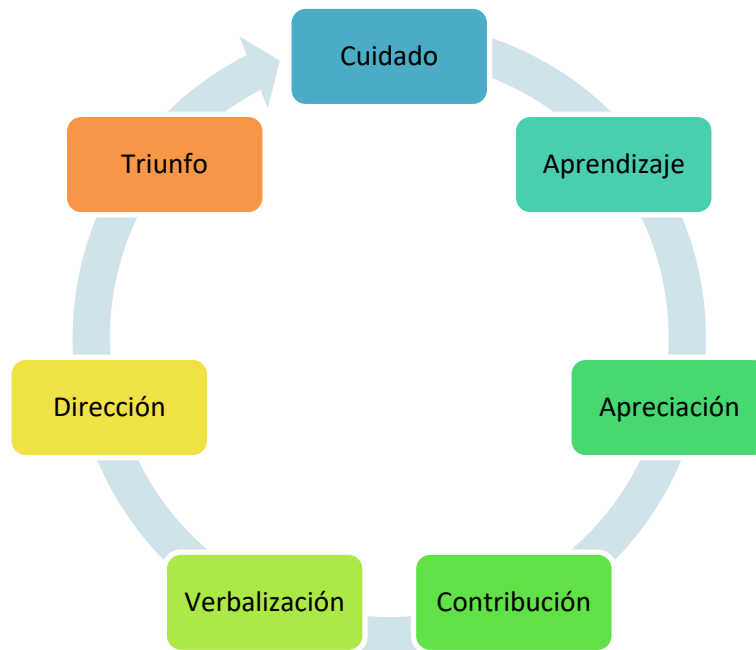 Cuidado
Aprendizaje
Apreciación
Contribución
Verbalización
Dirección
Triunfo